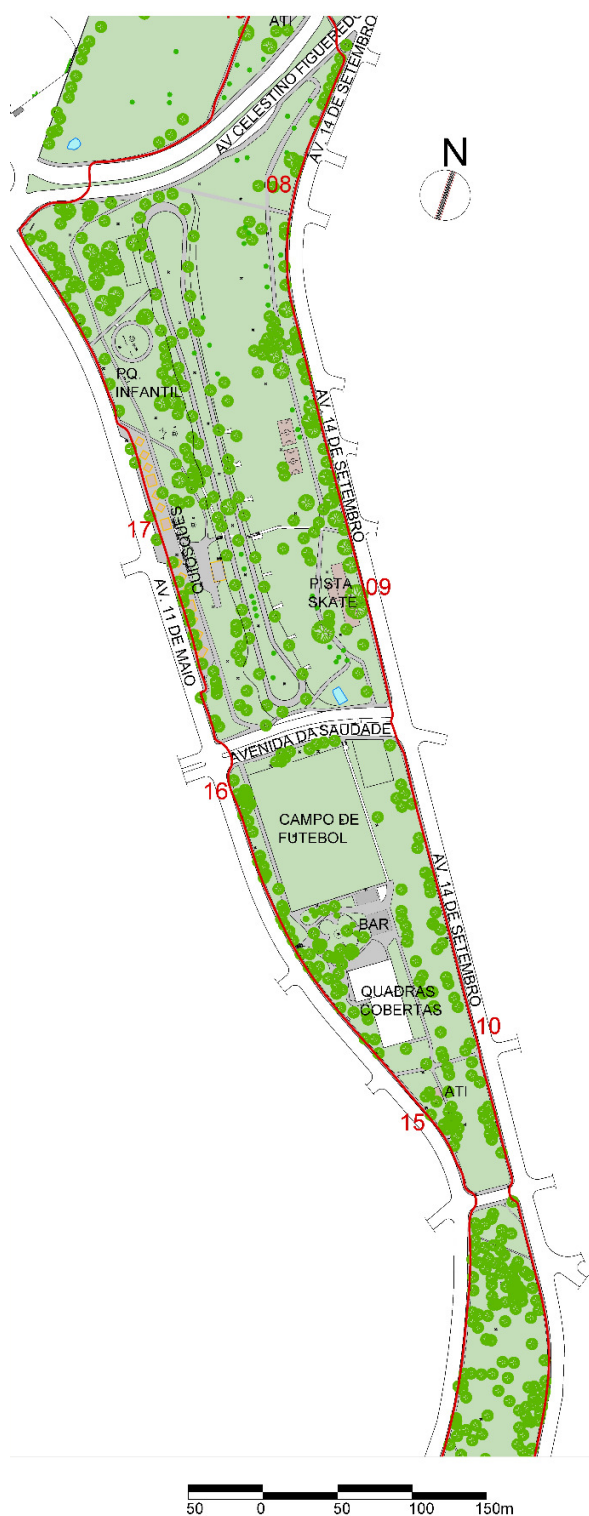 ATI
AV CELESTINO FIGUEREDO
AV. 14 DE SETEMBRO
N
08
PQ.
INFANTIL
AV. 14 DE SETEMBRO
17
QUIOSQUES
PISTA
SKATE
09
AV. 11 DE MAIO
AVENIDA DA SAUDADE
16
CAMPO DE
FUTEBOL
AV. 14 DE SETEMBRO
BAR
QUADRAS
COBERTAS
10
ATI
15
50 0 50 100 150m